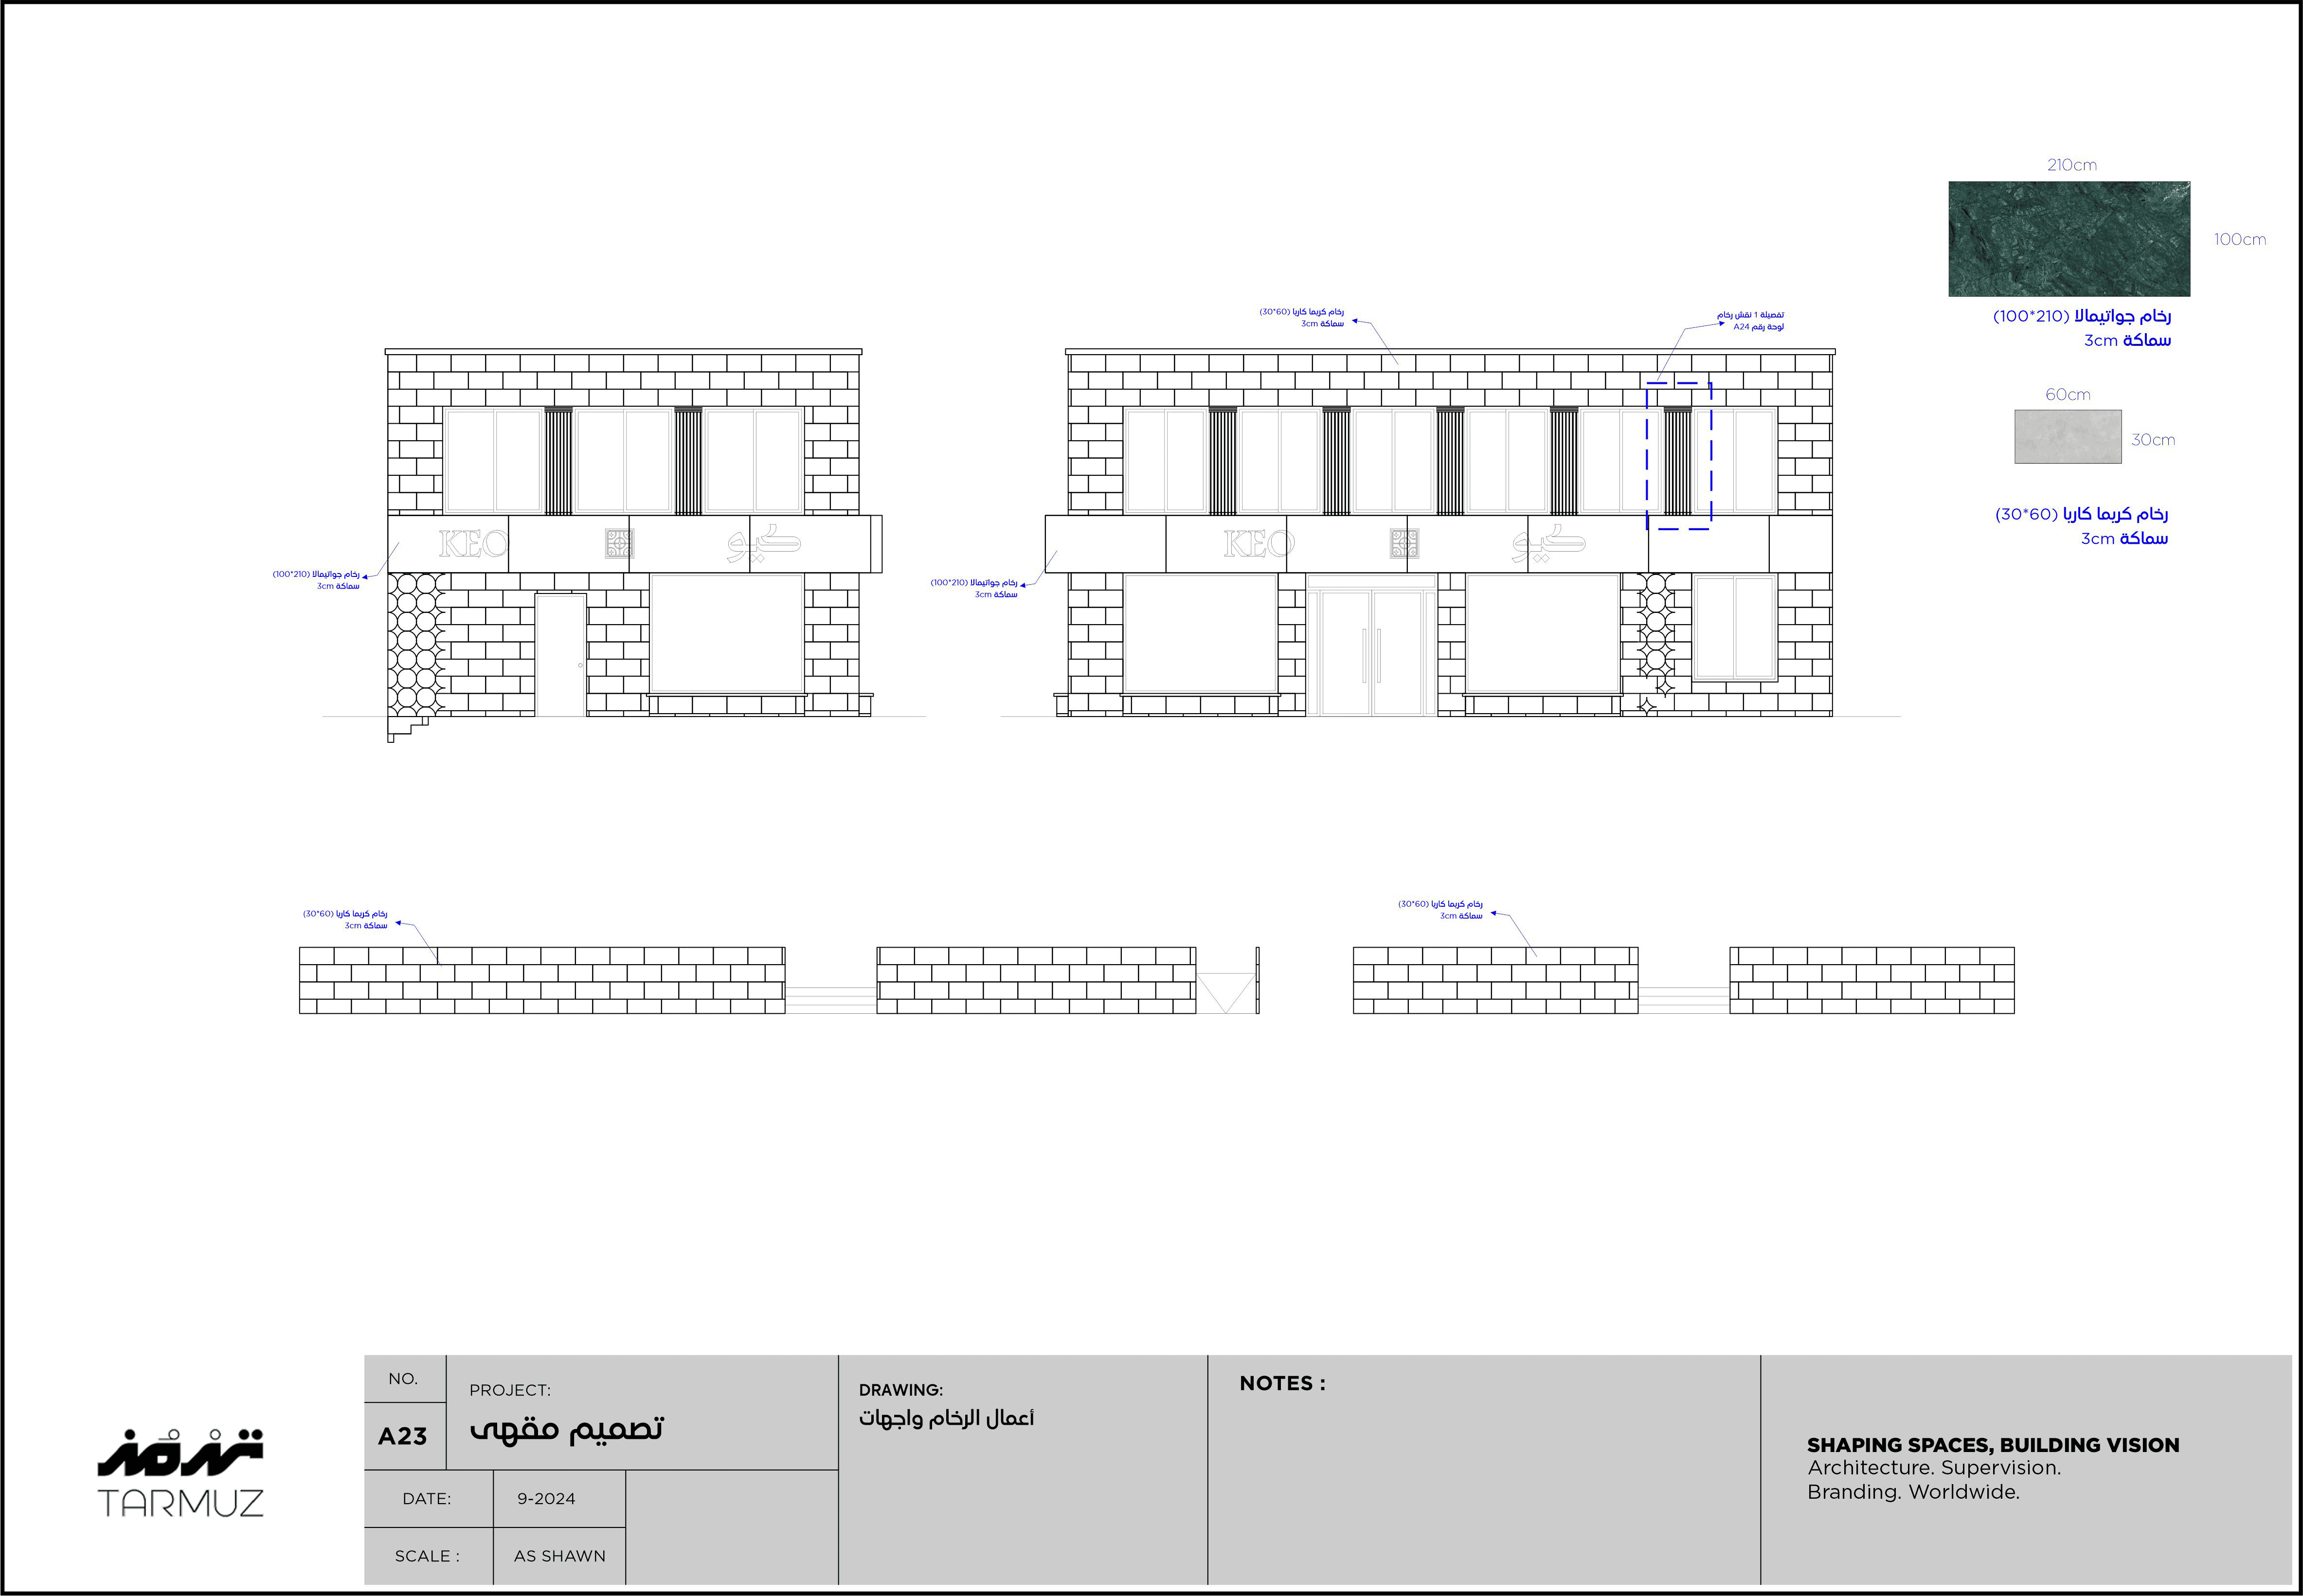 210cm
100cm
رخام جواتيمالا (210*100)
سماكة 3cm
60cm
30cm
رخام كريما كاربا (60*30)
سماكة 3cm
رخام كريما كاربا (60*30)
سماكة 3cm
تفصيلة 1 نقش رخام
لوحة رقم A24
KEO
كيو
KEO
كيو
رخام جواتيمالا (210*100)
سماكة 3cm
رخام جواتيمالا (210*100)
سماكة 3cm
رخام كريما كاربا (60*30)
سماكة 3cm
رخام كريما كاربا (60*30)
سماكة 3cm
ترمز
TARMUZ
NO.
A23
PROJECT:
تصميم مقهى
DATE:
9-2024
SCALE :
AS SHAWN
DRAWING:
أعمال الرخام واجهات
NOTES :
SHAPING SPACES, BUILDING VISION
Architecture. Supervision.
Branding. Worldwide.